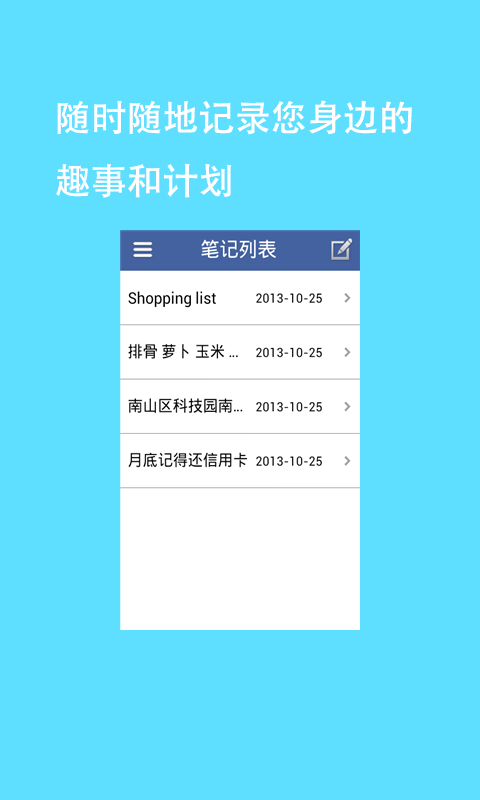 随时随地记录您身边的
趣事和计划
笔记列表
Shopping list 2013-10-25
排骨 萝卜 玉米 ... 2013-10-25
南山区科技园南... 2013-10-25
月底记得还信用卡 2013-10-25